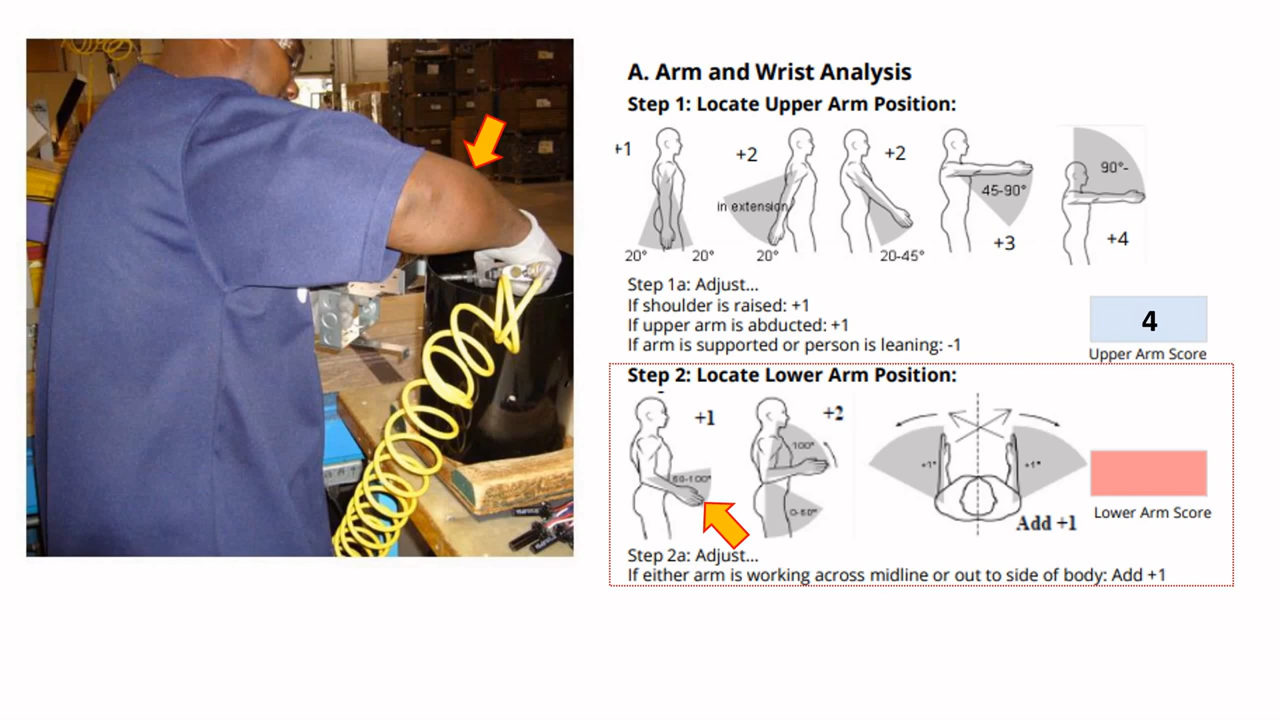 A. Arm and Wrist Analysis
Step 1: Locate Upper Arm Position:
+1
+2
+2
45-90°
+3
90°-
+4
in extension
20°
20°
20°
20-45°
Step 1a: Adjust...
If shoulder is raised: +1
If upper arm is abducted: +1
If arm is supported or person is leaning: -1
4
Upper Arm Score
Step 2: Locate Lower Arm Position:
+1
+2
60-100°
100°
0-60°
+1°
+1°
Add +1
Lower Arm Score
Step 2a: Adjust...
If either arm is working across midline or out to side of body: Add +1